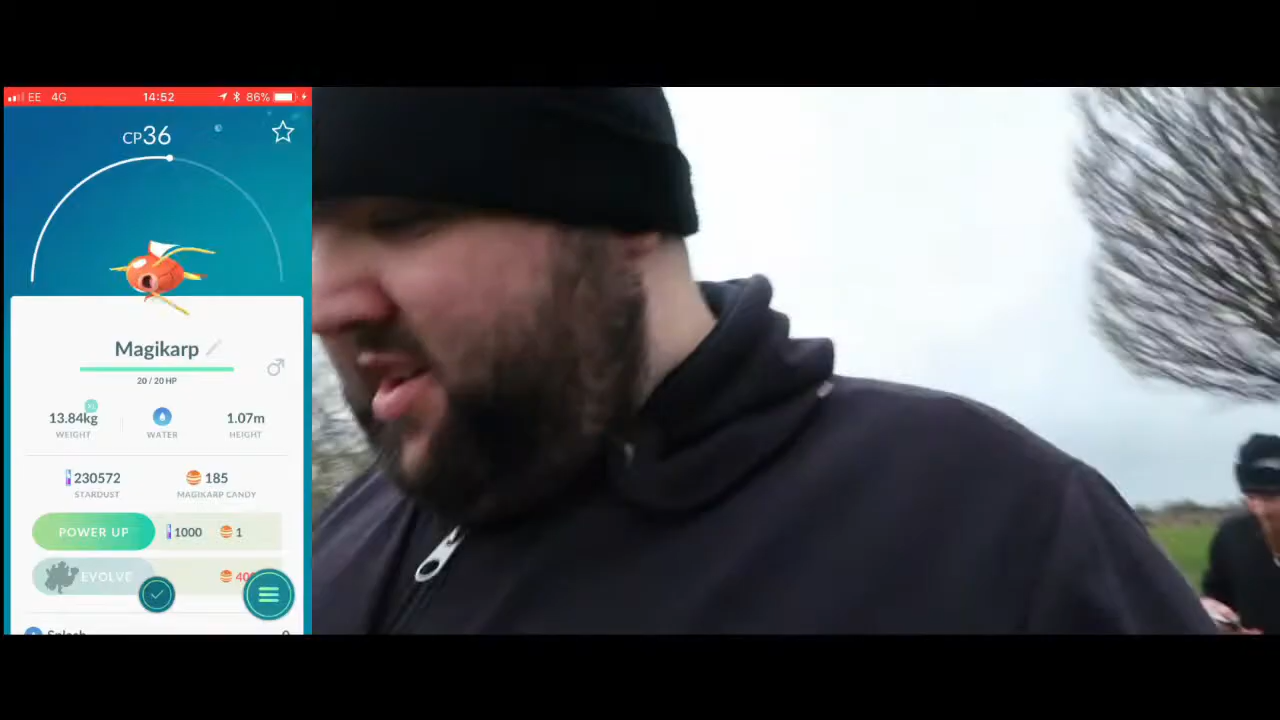 EE 4G 14:52 86%
CP36
Magikarp
20 / 20 HP
13.84kg 1.07m
WEIGHT WATER HEIGHT
230572 185
STARDUST MAGIKARP CANDY
POWER UP 1000 1
EVOLVE
Splash